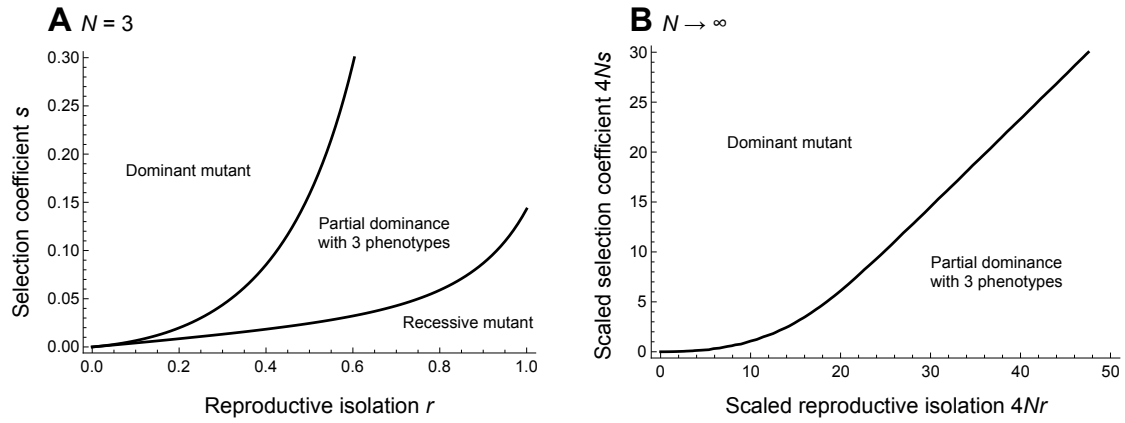 A N = 3
Selection coefficient s
0.30
0.25
0.20
0.15
0.10
0.05
0.00
Dominant mutant
Partial dominance
with 3 phenotypes
Recessive mutant
0.0 0.2 0.4 0.6 0.8 1.0
Reproductive isolation r
B N → ∞
Scaled selection coefficient 4Ns
30
25
20
15
10
5
0
Dominant mutant
Partial dominance
with 3 phenotypes
0 10 20 30 40 50
Scaled reproductive isolation 4Nr